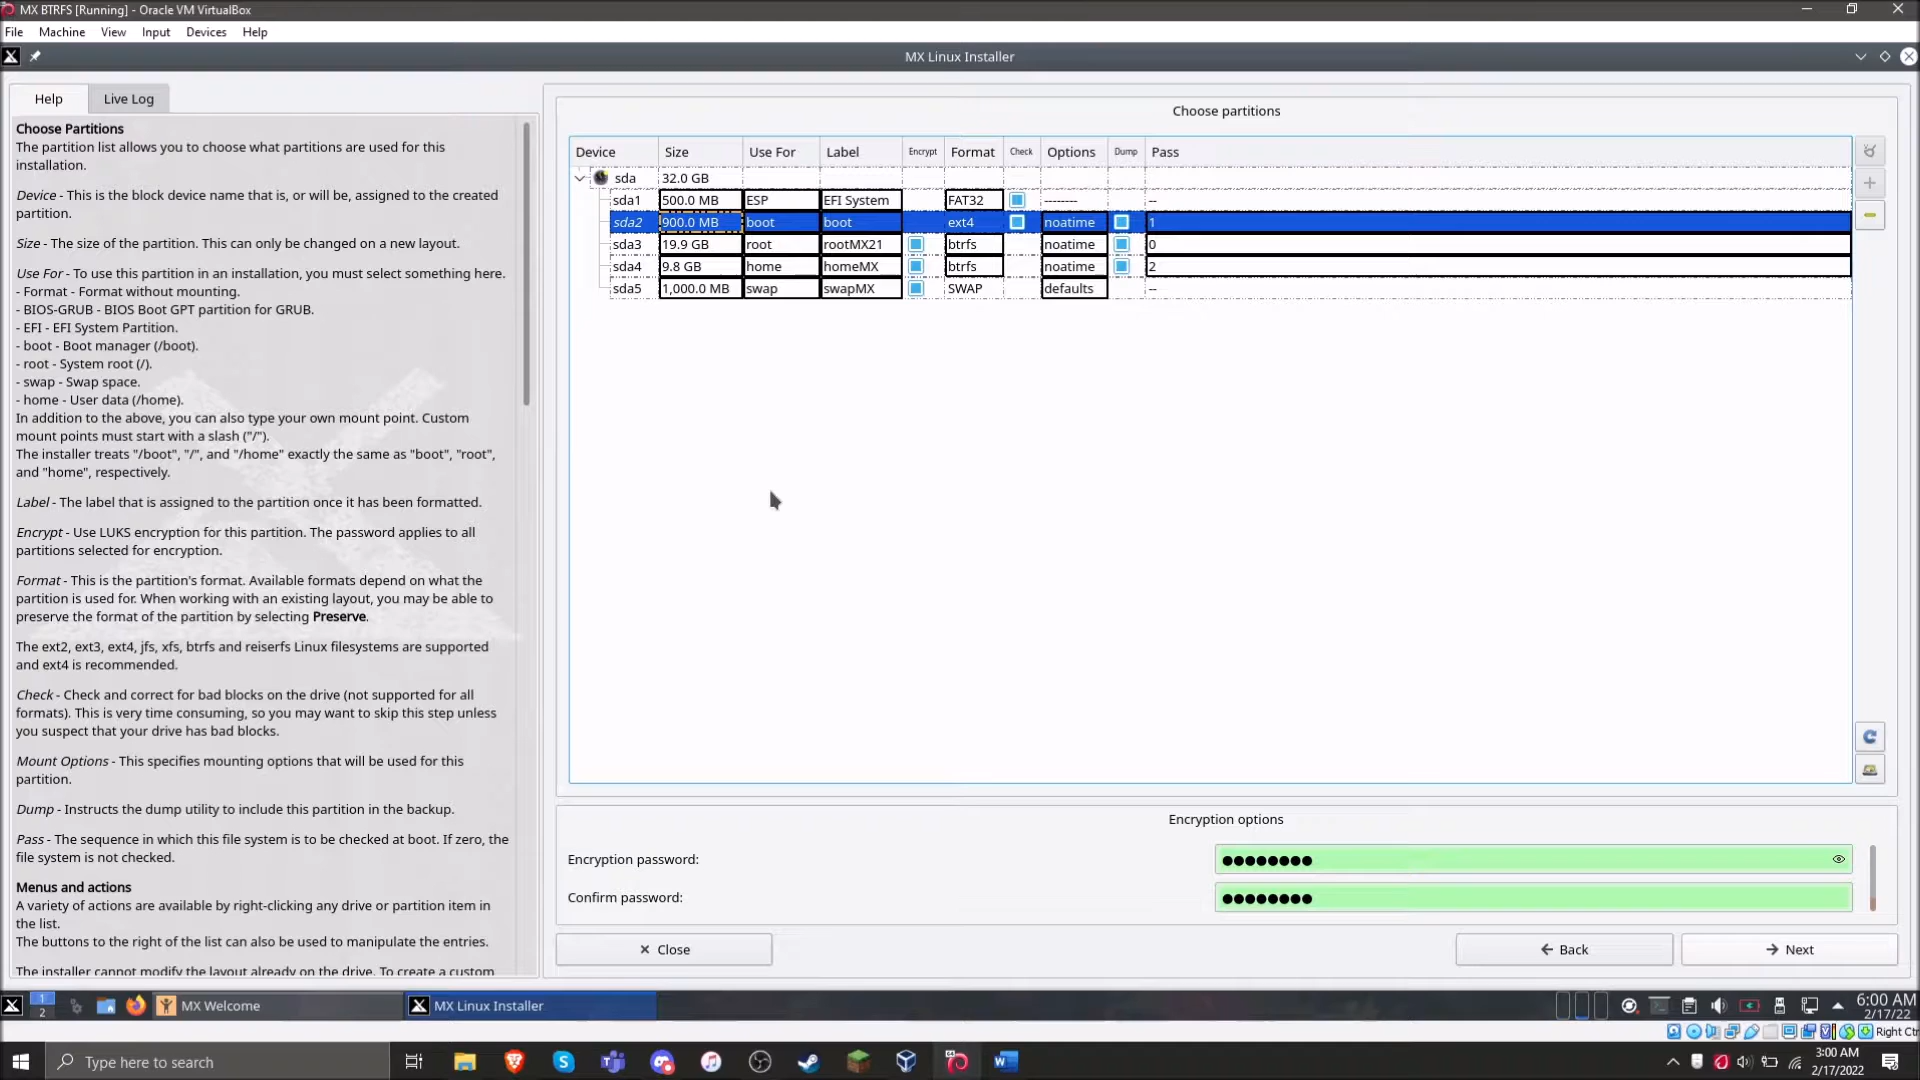 MX BTRFS [Running] - Oracle VM VirtualBox
File Machine View Input Devices Help
MX Linux Installer
Help Live Log
Choose Partitions
The partition list allows you to choose what partitions are used for this
installation.
Device - This is the block device name that is, or will be, assigned to the created
partition.
Size - The size of the partition. This can only be changed on a new layout.
Use For - To use this partition in an installation, you must select something here.
- Format - Format without mounting.
- BIOS-GRUB - BIOS Boot GPT partition for GRUB.
- EFI - EFI System Partition.
- boot - Boot manager (/boot).
- root - System root (/).
- swap - Swap space.
- home - User data (/home).
In addition to the above, you can also type your own mount point. Custom
mount points must start with a slash ("/").
The installer treats "/boot", "/", and "/home" exactly the same as "boot", "root",
and "home", respectively.
Label - The label that is assigned to the partition once it has been formatted.
Encrypt - Use LUKS encryption for this partition. The password applies to all
partitions selected for encryption.
Format - This is the partition's format. Available formats depend on what the
partition is used for. When working with an existing layout, you may be able to
preserve the format of the partition by selecting Preserve.
The ext2, ext3, ext4, jfs, xfs, btrfs and reiserfs Linux filesystems are supported
and ext4 is recommended.
Check - Check and correct for bad blocks on the drive (not supported for all
formats). This is very time consuming, so you may want to skip this step unless
you suspect that your drive has bad blocks.
Mount Options - This specifies mounting options that will be used for this
partition.
Dump - Instructs the dump utility to include this partition in the backup.
Pass - The sequence in which this file system is to be checked at boot. If zero, the
file system is not checked.
Menus and actions
A variety of actions are available by right-clicking any drive or partition item in
the list.
The buttons to the right of the list can also be used to manipulate the entries.
The installer cannot modify the layout already on the drive. To create a custom
Choose partitions
Device Size Use For Label Encrypt Format Check Options Dump Pass
sda 32.0 GB
sda1 500.0 MB ESP EFI System FAT32 -------- --
sda2 900.0 MB boot boot ext4 noatime 1
sda3 19.9 GB root rootMX21 btrfs noatime 0
sda4 9.8 GB home homeMX btrfs noatime 2
sda5 1,000.0 MB swap swapMX SWAP defaults --
Encryption options
Encryption password: ●●●●●●●●
Confirm password: ●●●●●●●●
Close Back Next
1
2
MX Welcome MX Linux Installer
6:00 AM
2/17/22
Right Ctrl
Type here to search
3:00 AM
2/17/2022